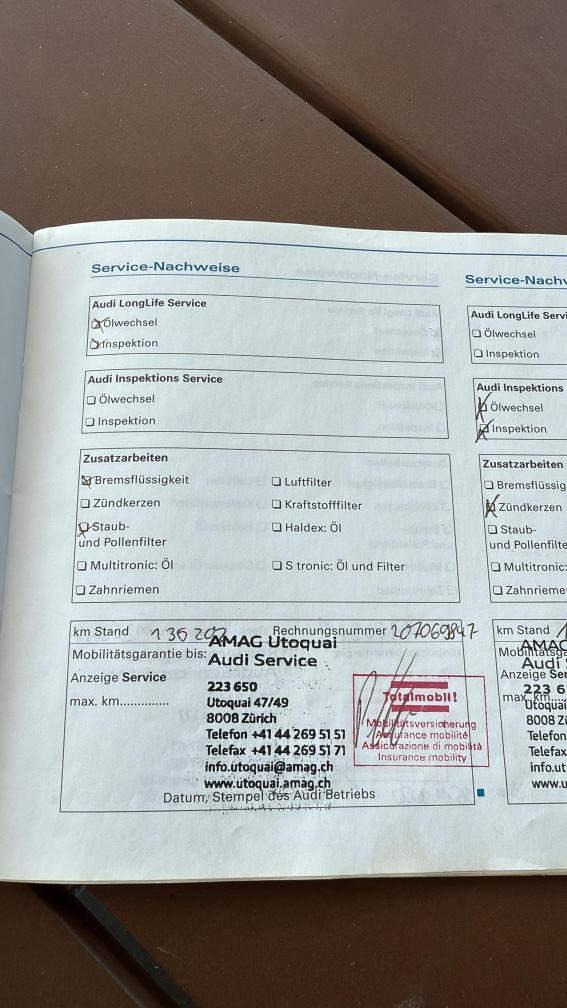 Service-Nachweise
Audi LongLife Service
Ölwechsel
Inspektion
Audi Inspektions Service
Ölwechsel
Inspektion
Zusatzarbeiten
Bremsflüssigkeit
Luftfilter
Zündkerzen
Kraftstofffilter
Staub-
und Pollenfilter
Haldex: Öl
Multitronic: Öl
S tronic: Öl und Filter
Zahnriemen
km Stand
Rechnungsnummer 207069847
Mobilitätsgarantie bis:
AMAG Utoquai
Audi Service
Anzeige Service
max. km..............
223 650
Utoquai 47/49
8008 Zürich
Telefon +41 44 269 51 51
Telefax +41 44 269 51 71
info.utoquai@amag.ch
www.utoquai.amag.ch
Totalmobil!
Mobilitätsversicherung
Assurance mobilité
Assicurazione di mobilità
Insurance mobility
Datum, Stempel des Audi Betriebs
Service-Nachw
Audi LongLife Servi
Ölwechsel
Inspektion
Audi Inspektions
Ölwechsel
Inspektion
Zusatzarbeiten
Bremsflüssig
Zündkerzen
Staub-
und Pollenfilte
Multitronic:
Zahnrieme
km Stand
AMAG
Audi
Anzeige Ser
max. km
223 6
Utoquai
8008 Zü
Telefon
Telefax
info.ut
www.u